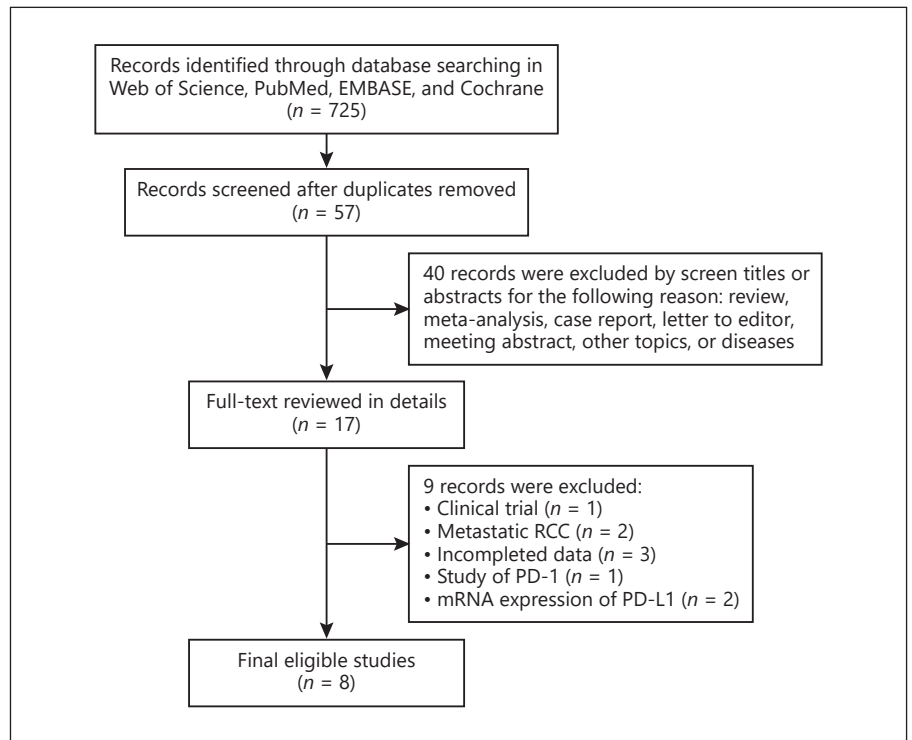 Records identified through database searching in
Web of Science, PubMed, EMBASE, and Cochrane
(n = 725)
Records screened after duplicates removed
(n = 57)
40 records were excluded by screen titles or
abstracts for the following reason: review,
meta-analysis, case report, letter to editor,
meeting abstract, other topics, or diseases
Full-text reviewed in details
(n = 17)
9 records were excluded:
• Clinical trial (n = 1)
• Metastatic RCC (n = 2)
• Incompleted data (n = 3)
• Study of PD-1 (n = 1)
• mRNA expression of PD-L1 (n = 2)
Final eligible studies
(n = 8)